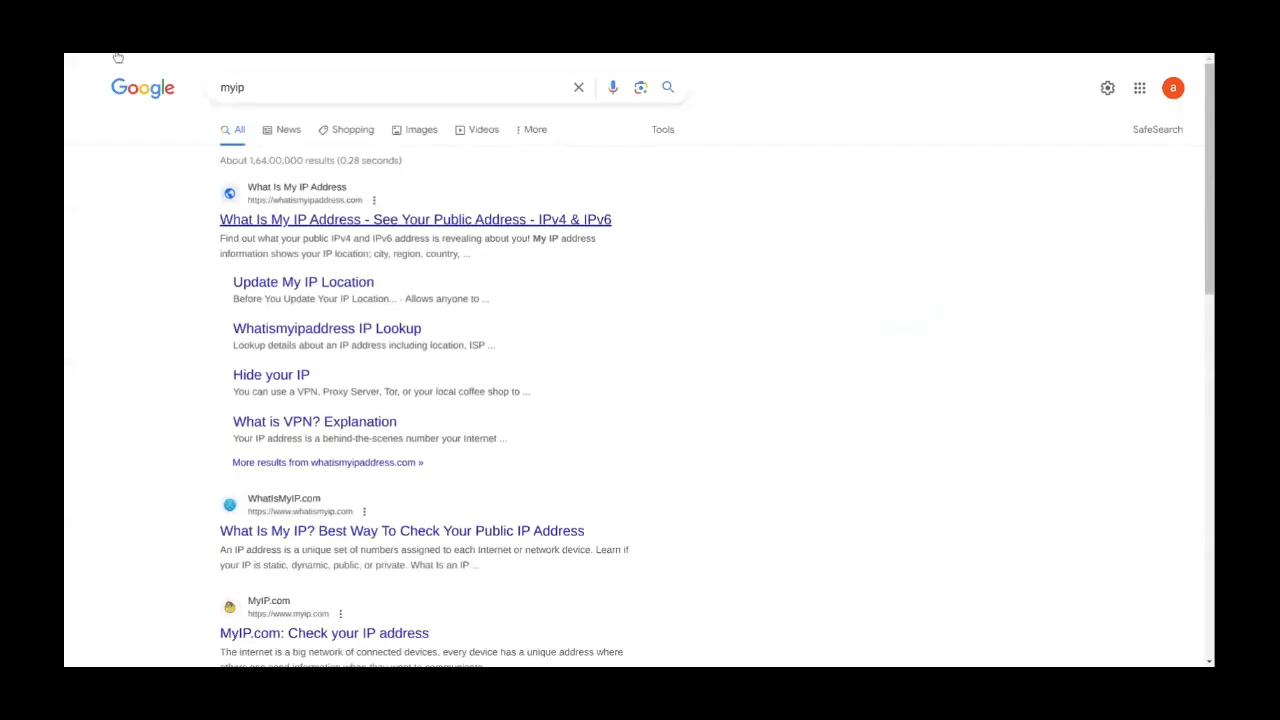 Google
myip
All
News
Shopping
Images
Videos
More
Tools
SafeSearch
a
About 1,64,00,000 results (0.28 seconds)
What Is My IP Address
https://whatismyipaddress.com
What Is My IP Address - See Your Public Address - IPv4 & IPv6
Find out what your public IPv4 and IPv6 address is revealing about you! My IP address
information shows your IP location; city, region, country, ...
Update My IP Location
Before You Update Your IP Location... · Allows anyone to ...
Whatismyipaddress IP Lookup
Lookup details about an IP address including location, ISP ...
Hide your IP
You can use a VPN, Proxy Server, Tor, or your local coffee shop to ...
What is VPN? Explanation
Your IP address is a behind-the-scenes number your Internet ...
More results from whatismyipaddress.com »
WhatIsMyIP.com
https://www.whatismyip.com
What Is My IP? Best Way To Check Your Public IP Address
An IP address is a unique set of numbers assigned to each Internet or network device. Learn if
your IP is static, dynamic, public, or private. What Is an IP ...
MyIP.com
https://www.myip.com
MyIP.com: Check your IP address
The internet is a big network of connected devices, every device has a unique address where
others can send information when they want to communicate.